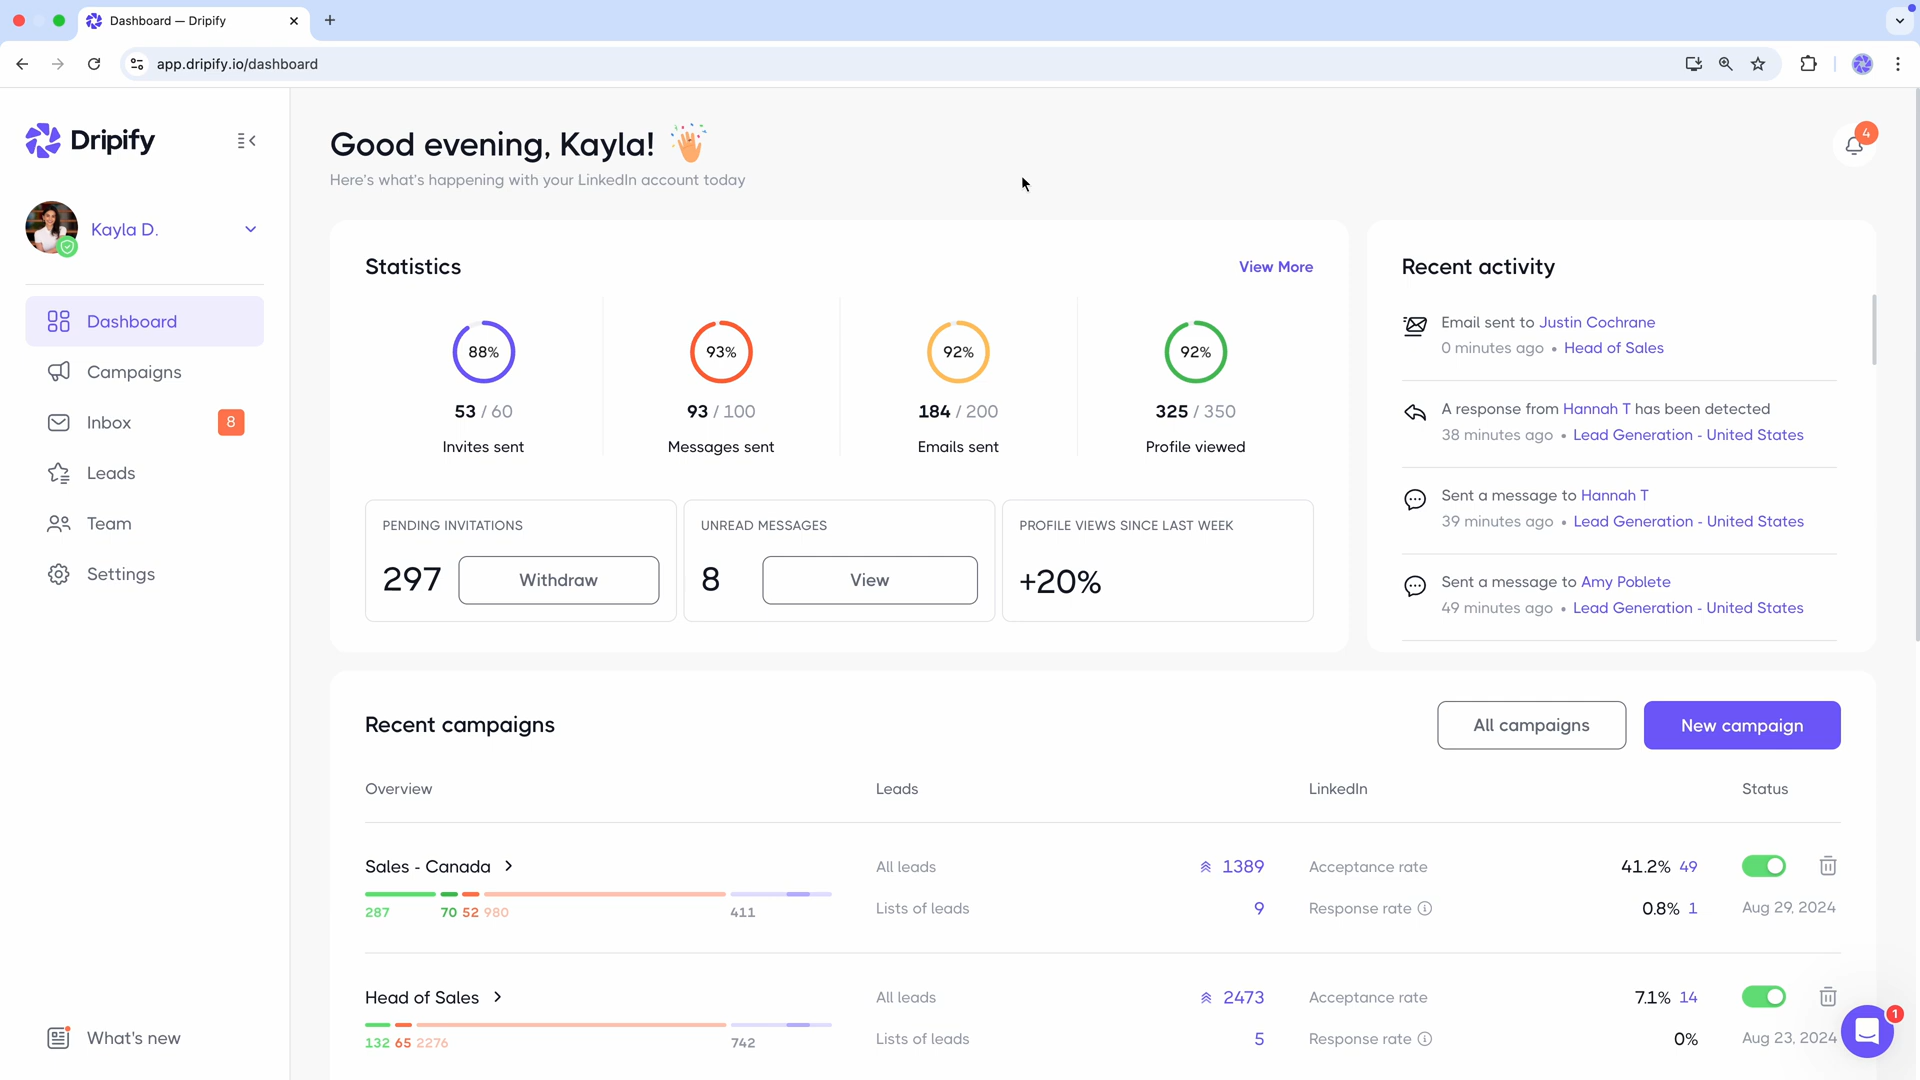 Dashboard — Dripify
app.dripify.io/dashboard
Dripify
Kayla D.
Dashboard
Campaigns
Inbox 8
Leads
Team
Settings
What's new
Good evening, Kayla!
Here's what's happening with your LinkedIn account today
4
Statistics
View More
88% 93% 92% 92%
53 / 60 93 / 100 184 / 200 325 / 350
Invites sent Messages sent Emails sent Profile viewed
PENDING INVITATIONS
297 Withdraw
UNREAD MESSAGES
8 View
PROFILE VIEWS SINCE LAST WEEK
+20%
Recent activity
Email sent to Justin Cochrane
0 minutes ago • Head of Sales
A response from Hannah T has been detected
38 minutes ago • Lead Generation - United States
Sent a message to Hannah T
39 minutes ago • Lead Generation - United States
Sent a message to Amy Poblete
49 minutes ago • Lead Generation - United States
Recent campaigns
All campaigns
New campaign
Overview Leads LinkedIn Status
Sales - Canada All leads 1389 Acceptance rate 41.2% 49
287 70 52 980 411 Lists of leads 9 Response rate 0.8% 1 Aug 29, 2024
Head of Sales All leads 2473 Acceptance rate 7.1% 14
132 65 2276 742 Lists of leads 5 Response rate 0% Aug 23, 2024
1